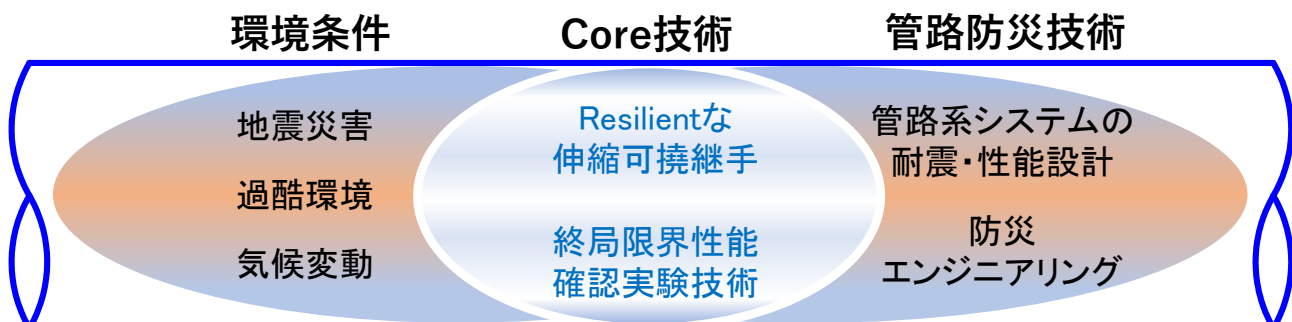 環境条件
Core技術
管路防災技術
地震災害
過酷環境
気候変動
Resilientな
伸縮可撓継手
終局限界性能
確認実験技術
管路系システムの
耐震・性能設計
防災
エンジニアリング